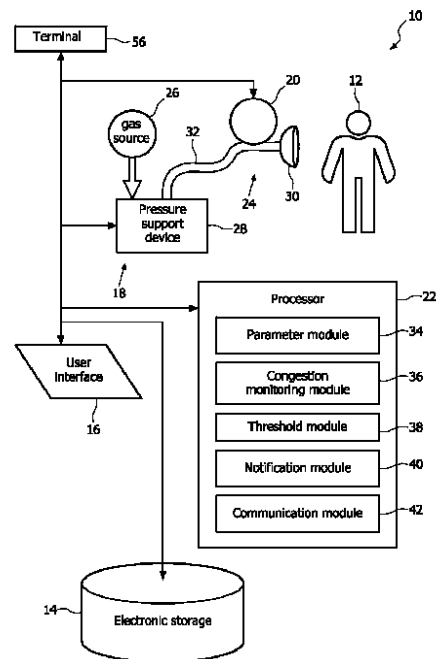 10
Terminal
56
20
12
26
gas
source
32
30
24
Pressure
support
device
28
18
Processor
22
Parameter module
34
User
interface
16
Congestion
monitoring module
36
Threshold module
38
Notification module
40
Communication module
42
14
Electronic storage